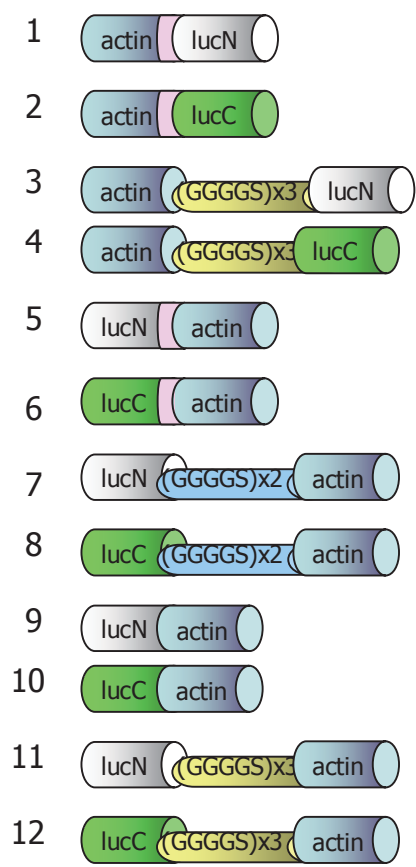 1 actin lucN
2 actin lucC
3 actin (GGGGS)x3 lucN
4 actin (GGGGS)x3 lucC
5 lucN actin
6 lucC actin
7 lucN (GGGGS)x2 actin
8 lucC (GGGGS)x2 actin
9 lucN actin
10 lucC actin
11 lucN (GGGGS)x3 actin
12 lucC (GGGGS)x3 actin